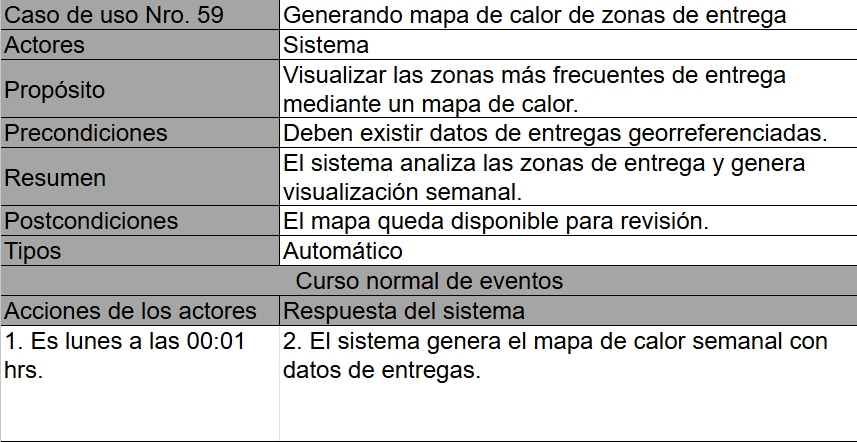 Caso de uso Nro. 59
Generando mapa de calor de zonas de entrega
Actores
Sistema
Propósito
Visualizar las zonas más frecuentes de entrega
mediante un mapa de calor.
Precondiciones
Deben existir datos de entregas georreferenciadas.
Resumen
El sistema analiza las zonas de entrega y genera
visualización semanal.
Postcondiciones
El mapa queda disponible para revisión.
Tipos
Automático
Curso normal de eventos
Acciones de los actores
Respuesta del sistema
1. Es lunes a las 00:01
hrs.
2. El sistema genera el mapa de calor semanal con
datos de entregas.